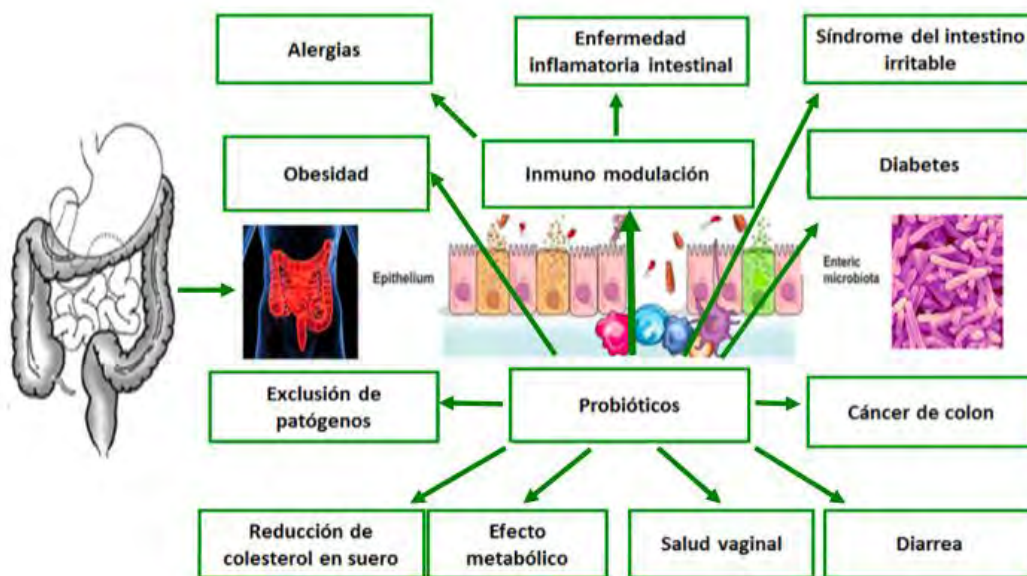 Alergias
Enfermedad
inflamatoria intestinal
Síndrome del intestino
irritable
Obesidad
Inmuno modulación
Diabetes
Epithelium
Enteric
microbiota
Exclusión de
patógenos
Probióticos
Cáncer de colon
Reducción de
colesterol en suero
Efecto
metabólico
Salud vaginal
Diarrea